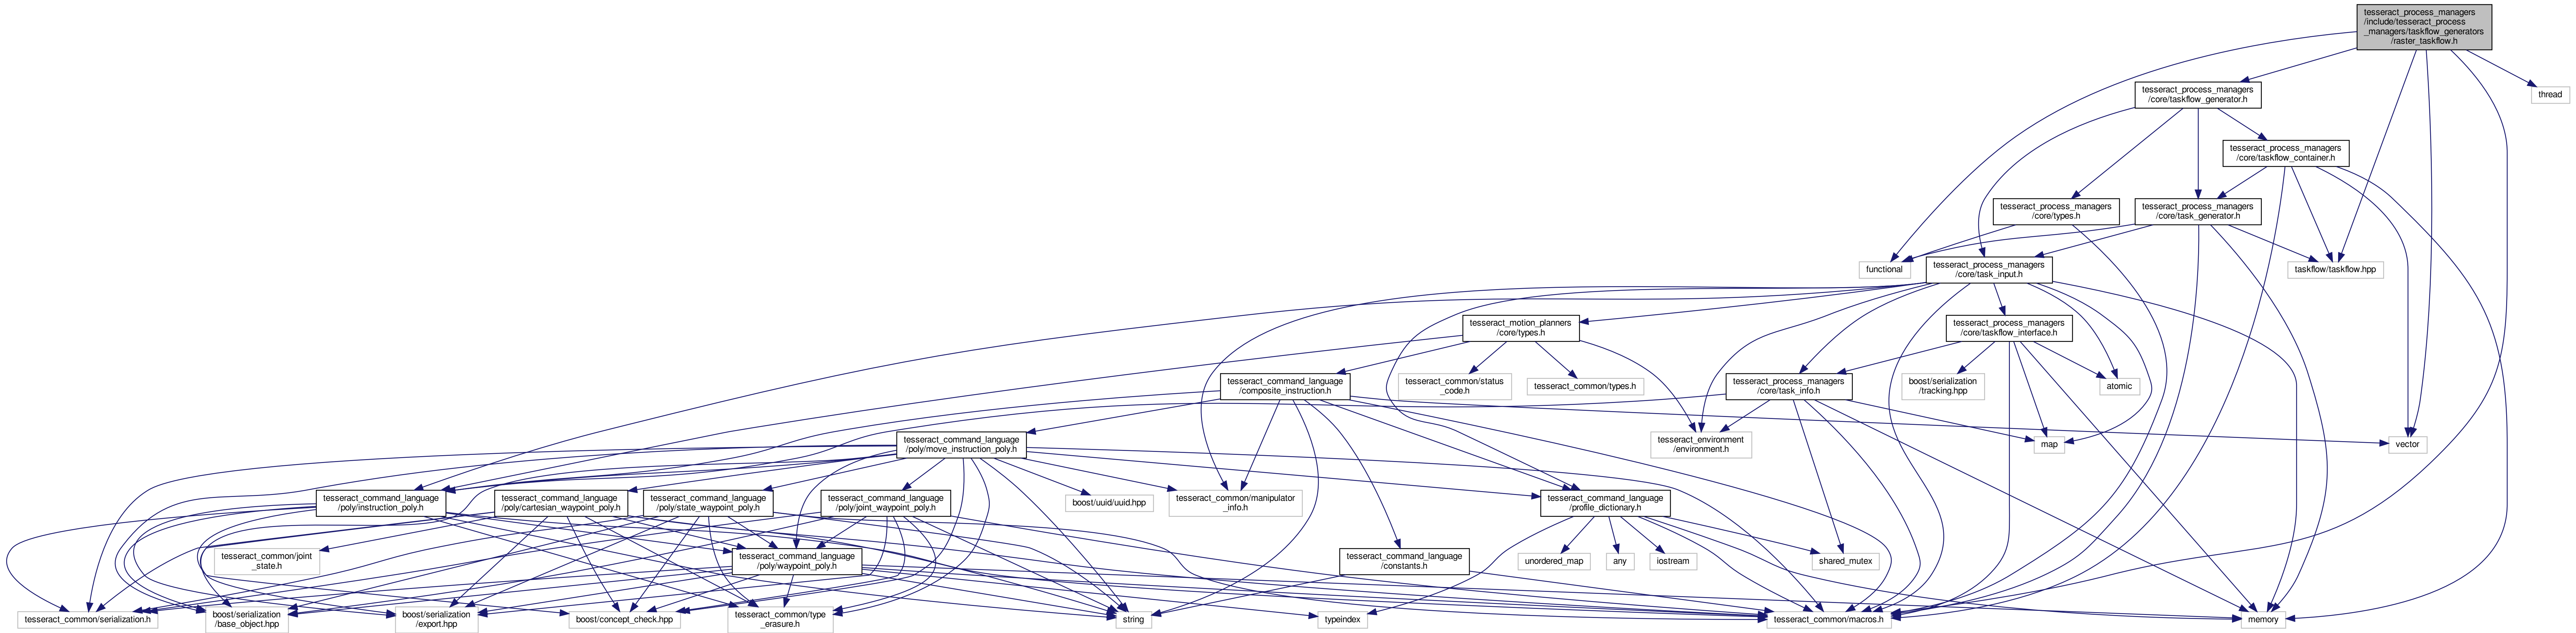 tesseract_process_managers
/include/tesseract_process
_managers/taskflow_generators
/raster_taskflow.h
tesseract_process_managers
/core/taskflow_generator.h
thread
tesseract_process_managers
/core/taskflow_container.h
tesseract_process_managers
/core/types.h
tesseract_process_managers
/core/task_generator.h
functional
tesseract_process_managers
/core/task_input.h
taskflow/taskflow.hpp
tesseract_motion_planners
/core/types.h
tesseract_process_managers
/core/taskflow_interface.h
tesseract_command_language
/composite_instruction.h
tesseract_common/status
_code.h
tesseract_common/types.h
tesseract_process_managers
/core/task_info.h
boost/serialization
/tracking.hpp
atomic
tesseract_command_language
/poly/move_instruction_poly.h
tesseract_environment
/environment.h
map
vector
tesseract_command_language
/poly/instruction_poly.h
tesseract_command_language
/poly/cartesian_waypoint_poly.h
tesseract_command_language
/poly/state_waypoint_poly.h
tesseract_command_language
/poly/joint_waypoint_poly.h
boost/uuid/uuid.hpp
tesseract_common/manipulator
_info.h
tesseract_command_language
/profile_dictionary.h
tesseract_common/joint
_state.h
tesseract_command_language
/poly/waypoint_poly.h
tesseract_command_language
/constants.h
unordered_map
any
iostream
shared_mutex
tesseract_common/serialization.h
boost/serialization
/base_object.hpp
boost/serialization
/export.hpp
boost/concept_check.hpp
tesseract_common/type
_erasure.h
string
typeindex
tesseract_common/macros.h
memory